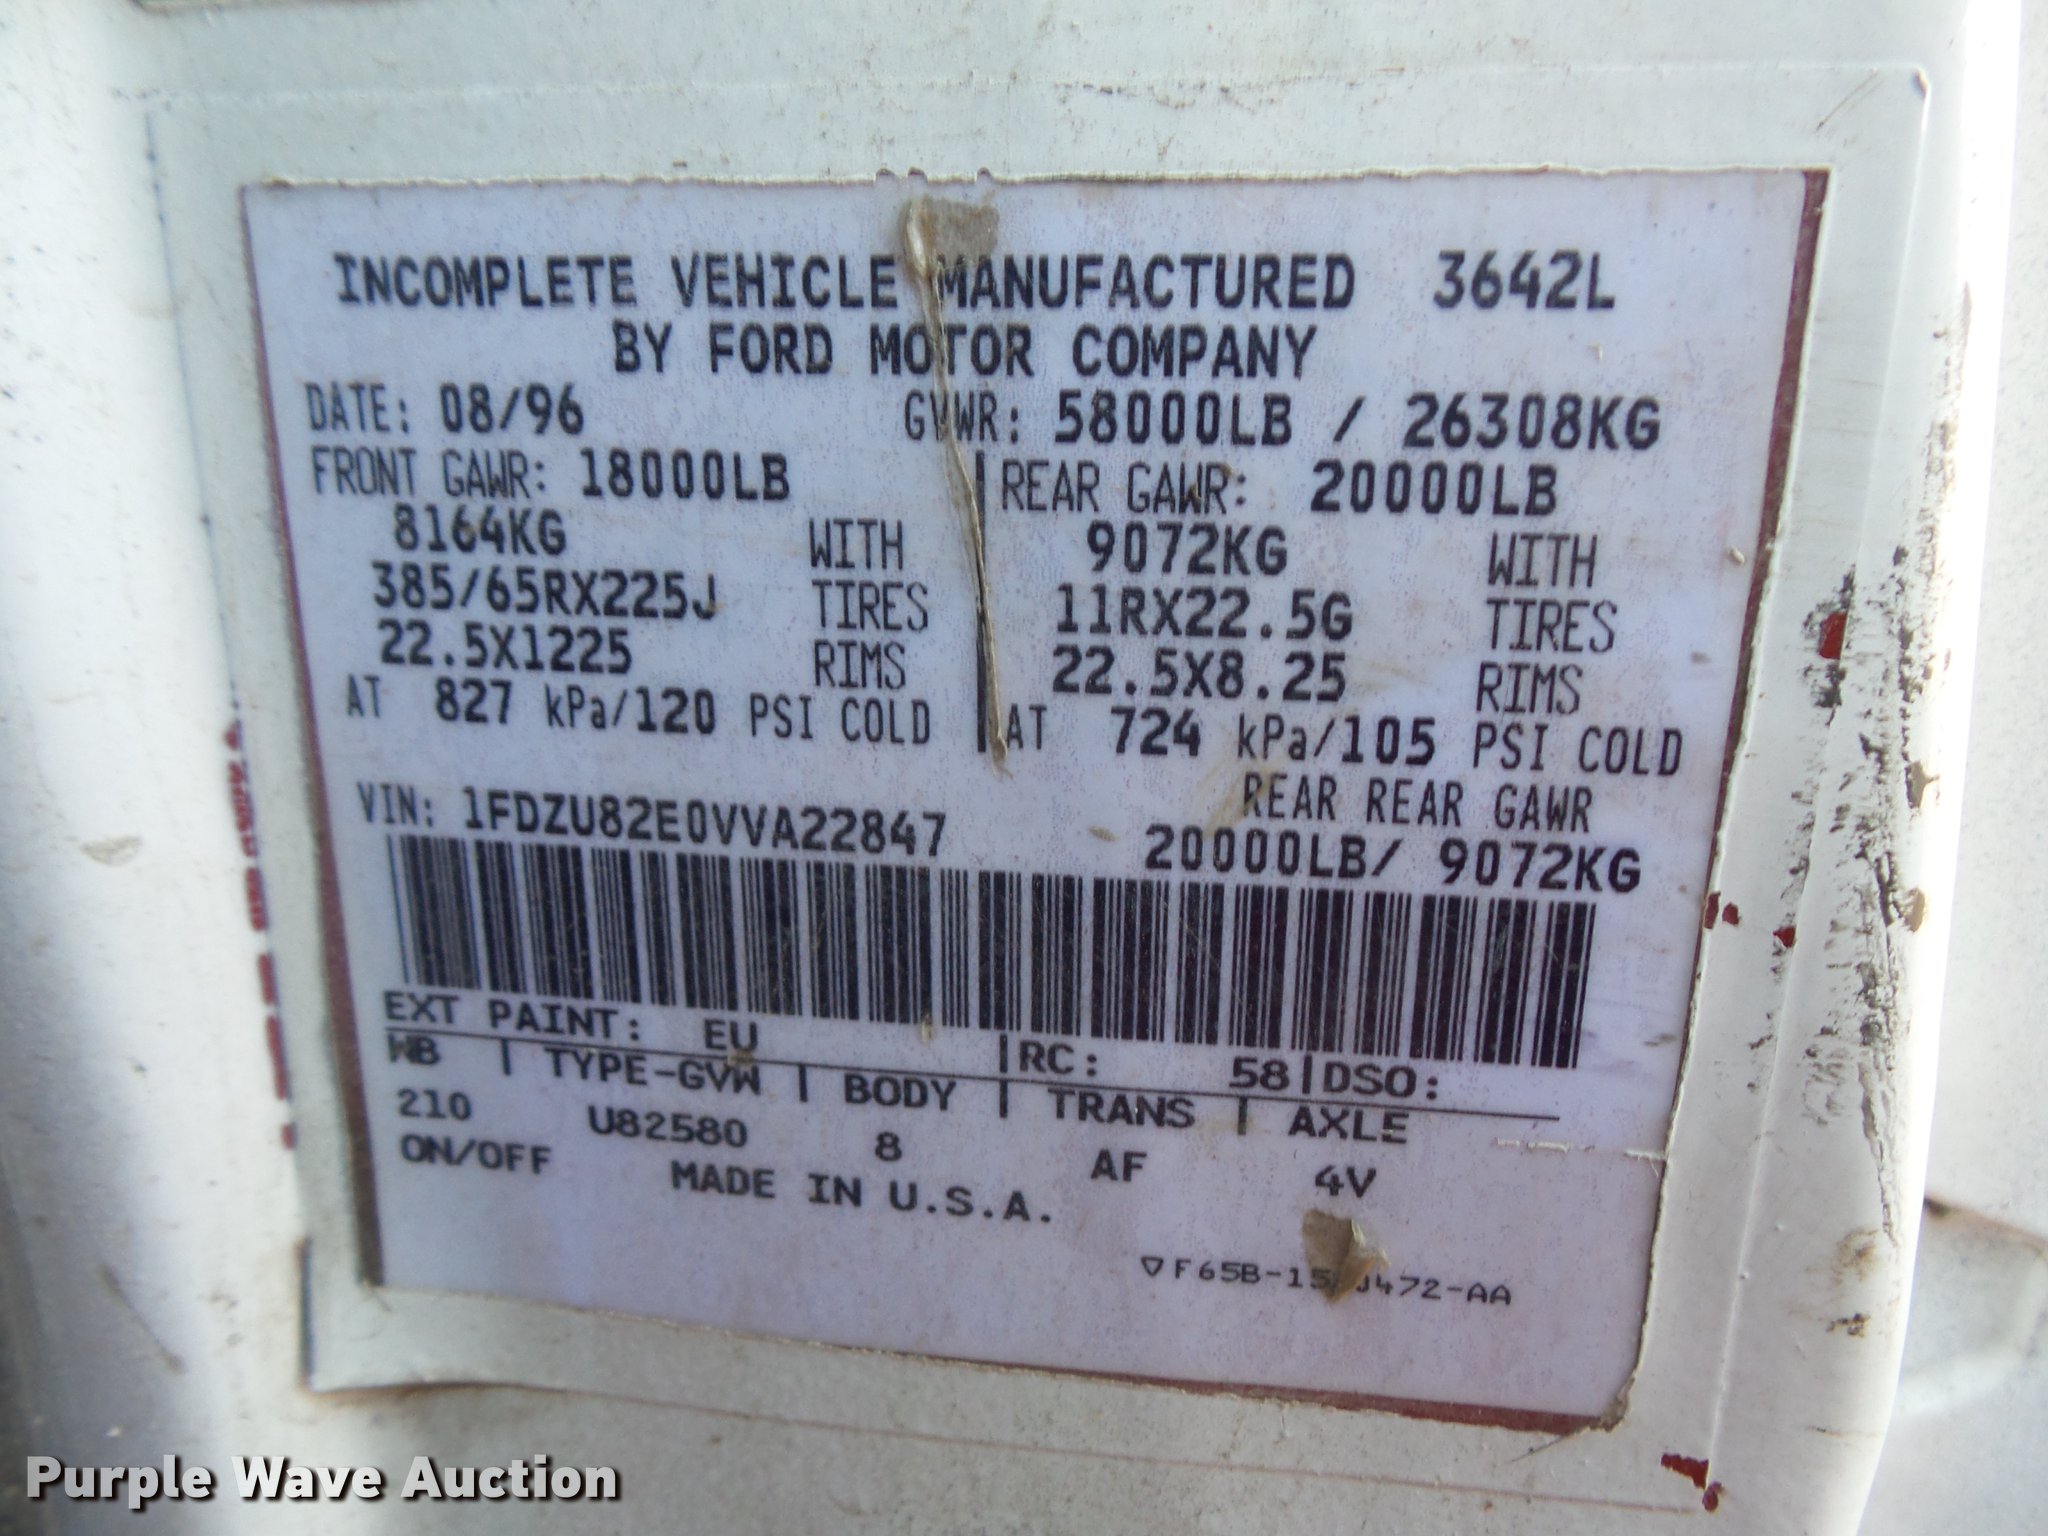 INCOMPLETE VEHICLE MANUFACTURED 3642L
BY FORD MOTOR COMPANY
DATE: 08/96 GVWR: 58000LB / 26308KG
FRONT GAWR: 18000LB REAR GAWR: 20000LB
8164KG WITH 9072KG WITH
385/65RX225J TIRES 11RX22.5G TIRES
22.5X1225 RIMS 22.5X8.25 RIMS
AT 827 kPa/120 PSI COLD AT 724 kPa/105 PSI COLD
REAR REAR GAWR
VIN: 1FDZU82E0VVA22847 20000LB/ 9072KG
EXT PAINT: EU RC: 58 DSO:
WB | TYPE-GVW | BODY | TRANS | AXLE
210 U82580 8 AF 4V
ON/OFF MADE IN U.S.A.
Purple Wave Auction